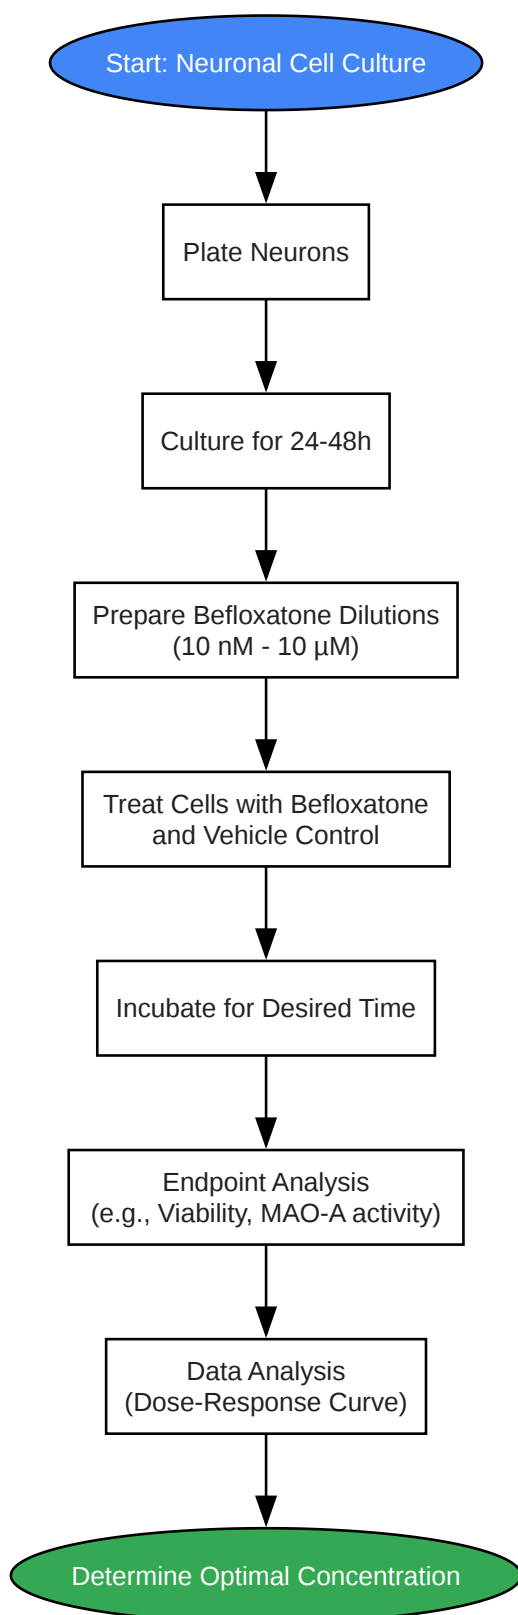 Start: Neuronal Cell Culture
Plate Neurons
Culture for 24-48h
Prepare Befloxatone Dilutions
(10 nM - 10 µM)
Treat Cells with Befloxatone
and Vehicle Control
Incubate for Desired Time
Endpoint Analysis
(e.g., Viability, MAO-A activity)
Data Analysis
(Dose-Response Curve)
Determine Optimal Concentration